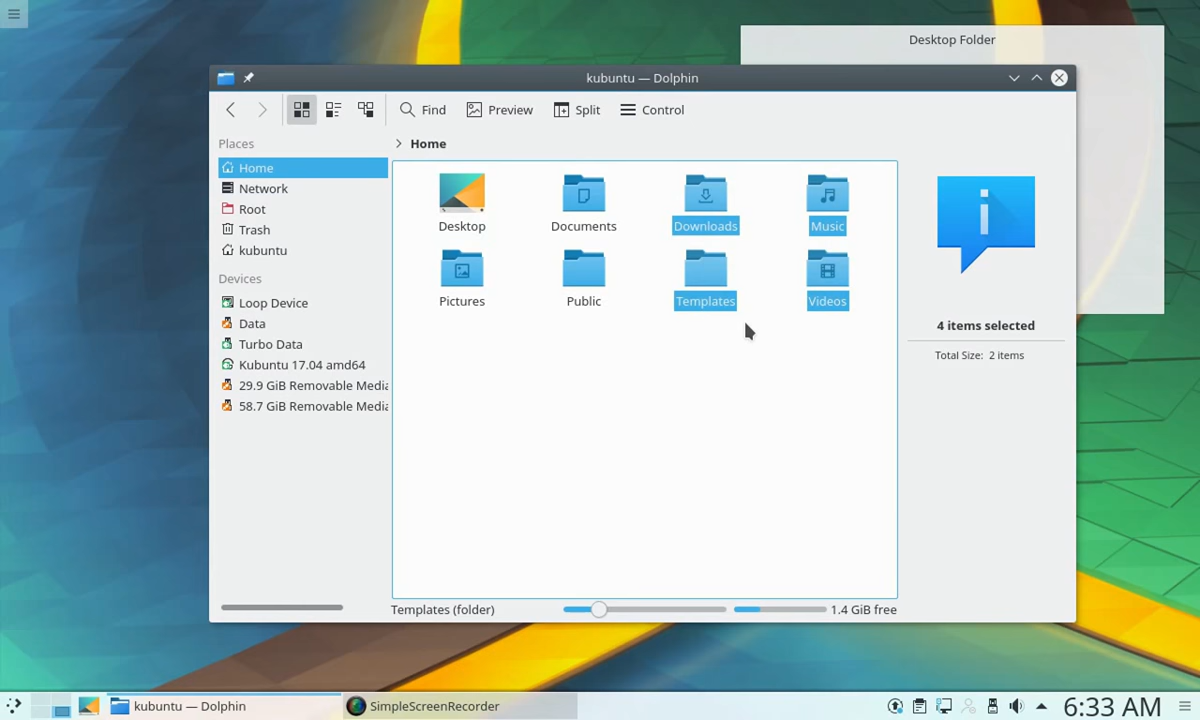 Desktop Folder
kubuntu — Dolphin
Find Preview Split Control
Places
Home
Network
Root
Trash
kubuntu
Devices
Loop Device
Data
Turbo Data
Kubuntu 17.04 amd64
29.9 GiB Removable Media
58.7 GiB Removable Media
Home
Desktop Documents Downloads Music
Pictures Public Templates Videos
4 items selected
Total Size: 2 items
Templates (folder) 1.4 GiB free
kubuntu — Dolphin SimpleScreenRecorder 6:33 AM